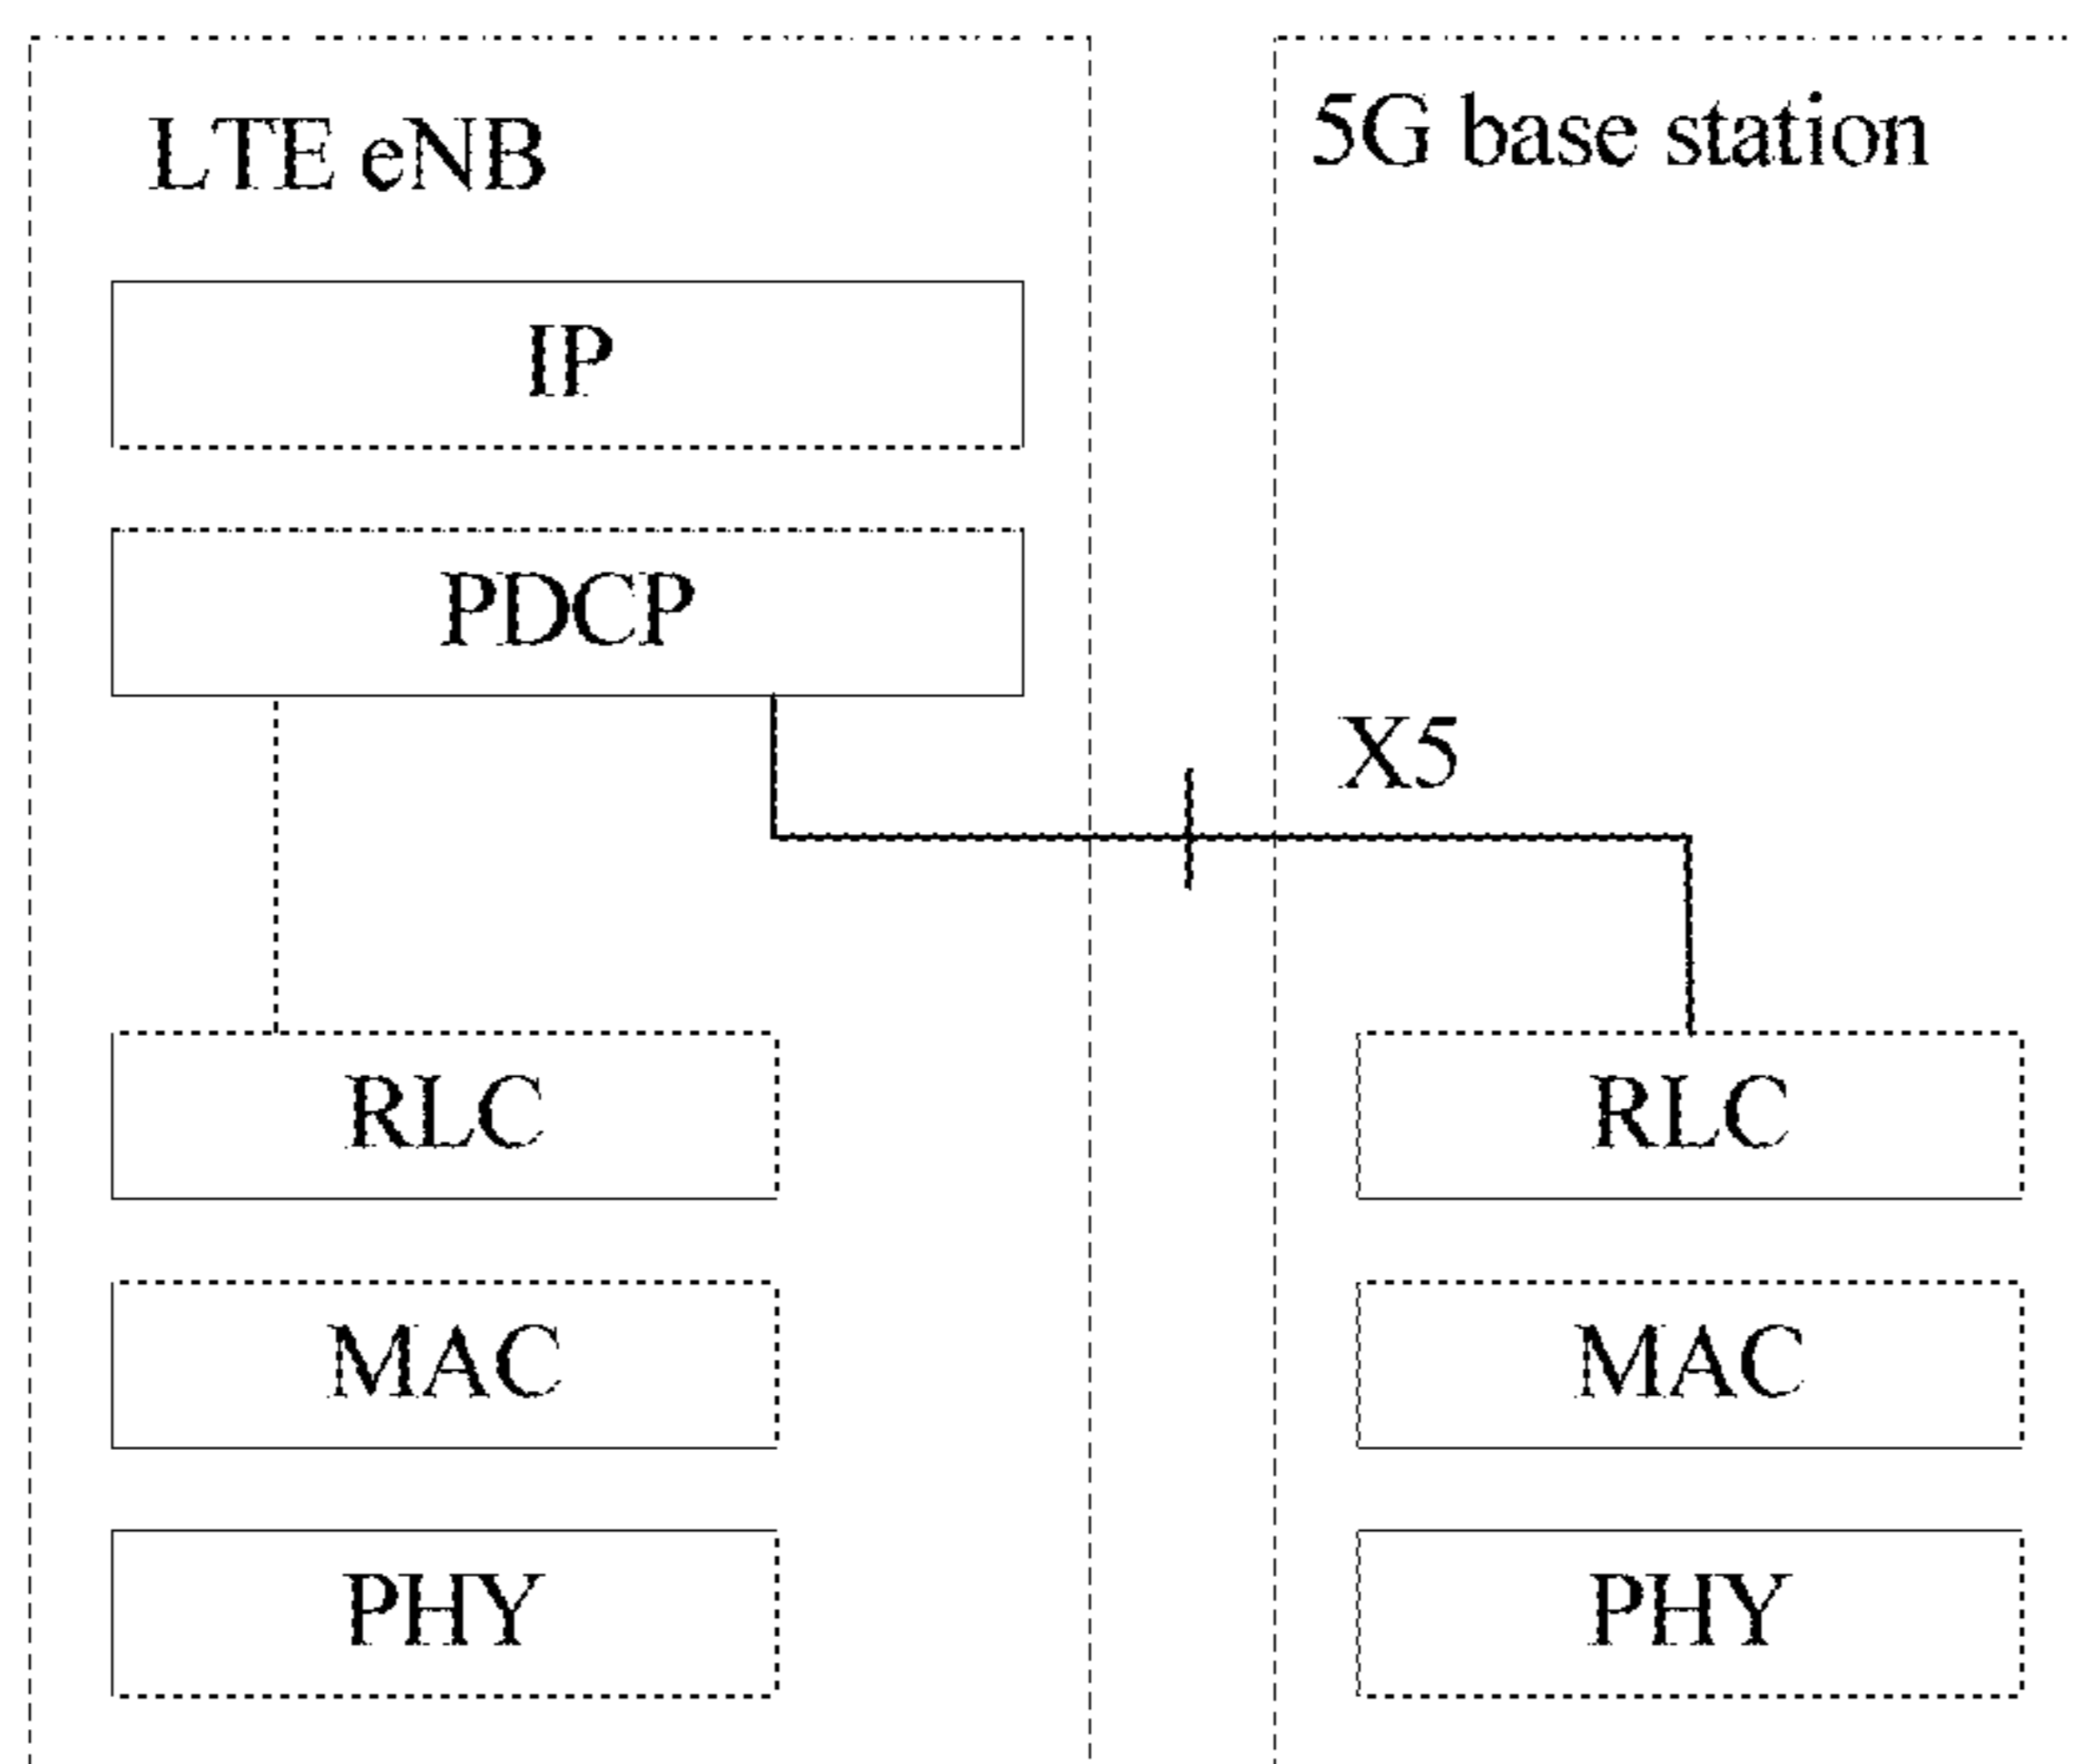 LTE eNB
IP
PDCP
RLC
MAC
PHY
5G base station
X5
RLC
MAC
PHY